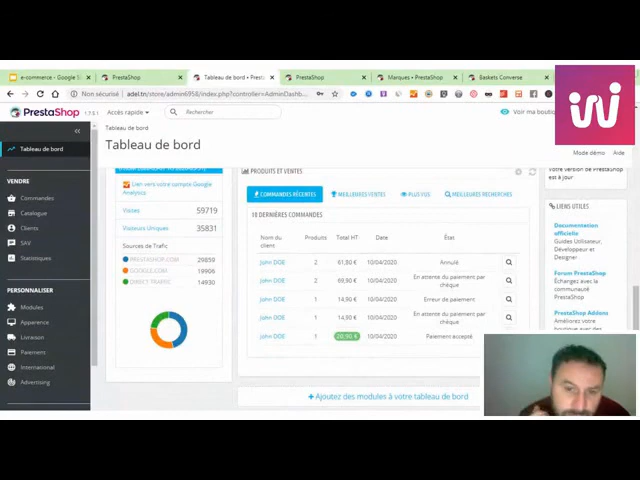 e-commerce - Google S
PrestaShop
Tableau de bord • Prest
PrestaShop
Marques • PrestaShop
Baskets Converse
Non sécurisé
adel.tn/store/admin6958/index.php?controller=AdminDashb
PrestaShop
1.7.5.1
Accès rapide
Rechercher
Voir ma boutiq
Tableau de bord
Tableau de bord
Mode démo
Aide
Tableau de bord
VENDRE
Commandes
Catalogue
Clients
SAV
Statistiques
PERSONNALISER
Modules
Apparence
Livraison
Paiement
International
Advertising
Lien vers votre compte Google
Analytics
Visites 59719
Visiteurs Uniques 35831
Sources de Trafic
PRESTASHOP.COM 29859
GOOGLE.COM 19906
DIRECT TRAFFIC 14930
PRODUITS ET VENTES
COMMANDES RÉCENTES
MEILLEURES VENTES
PLUS VUS
MEILLEURES RECHERCHES
10 DERNIÈRES COMMANDES
Nom du client Produits Total HT Date État
John DOE 2 61,80 € 10/04/2020 Annulé
John DOE 2 69,90 € 10/04/2020 En attente du paiement par chèque
John DOE 1 14,90 € 10/04/2020 Erreur de paiement
John DOE 1 14,90 € 10/04/2020 En attente du paiement par chèque
John DOE 1 20,90 € 10/04/2020 Paiement accepté
Ajoutez des modules à votre tableau de bord
Votre version de PrestaShop
est à jour
LIENS UTILES
Documentation
officielle
Guides Utilisateur,
Développeur et
Designer
Forum PrestaShop
Échangez avec la
communauté
PrestaShop
PrestaShop Addons
Améliorez votre
boutique avec des